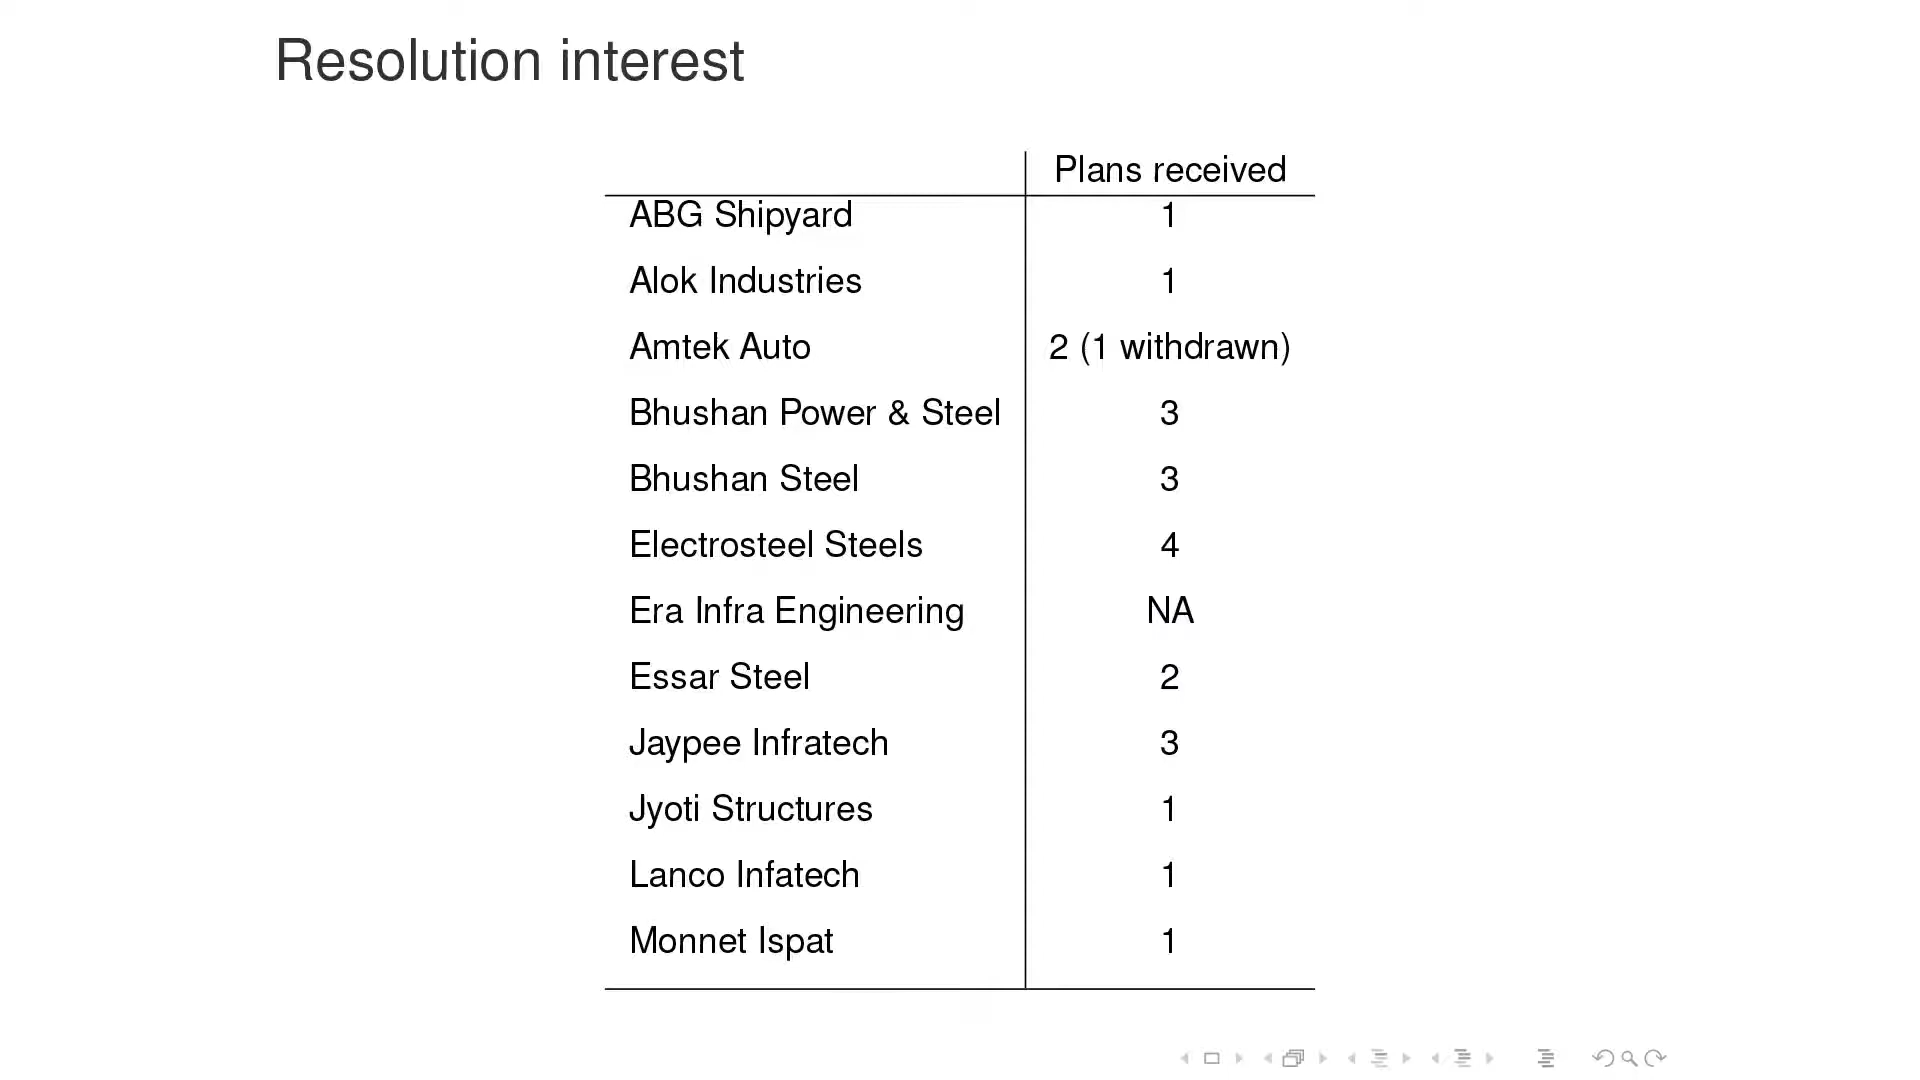 Resolution interest
Plans received
ABG Shipyard 1
Alok Industries 1
Amtek Auto 2 (1 withdrawn)
Bhushan Power & Steel 3
Bhushan Steel 3
Electrosteel Steels 4
Era Infra Engineering NA
Essar Steel 2
Jaypee Infratech 3
Jyoti Structures 1
Lanco Infatech 1
Monnet Ispat 1